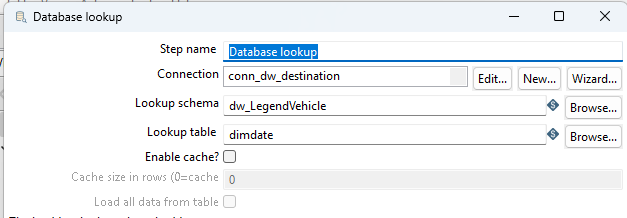 Database lookup
Step name Database lookup
Connection conn_dw_destination Edit... New... Wizard...
Lookup schema dw_LegendVehicle Browse...
Lookup table dimdate Browse...
Enable cache?
Cache size in rows (0=cache 0
Load all data from table